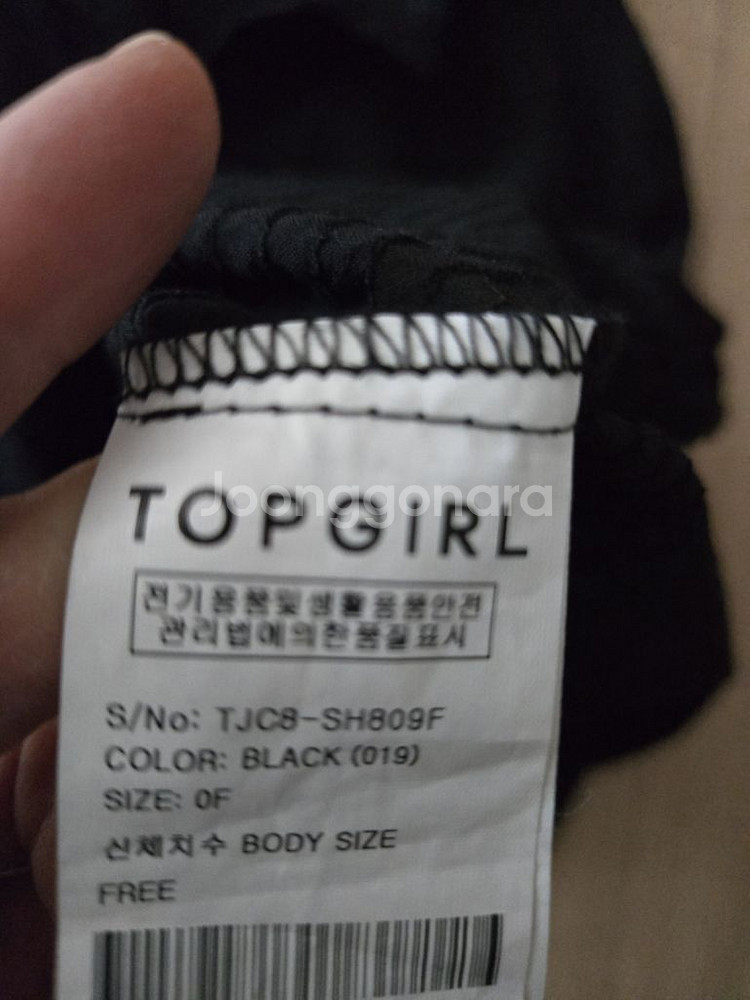 Joonggonara
TOPGIRL
전기용품및생활용품안전
관리법에의한품질표시
S/No: TJC8-SH809F
COLOR: BLACK (019)
SIZE: 0F
신체치수 BODY SIZE
FREE